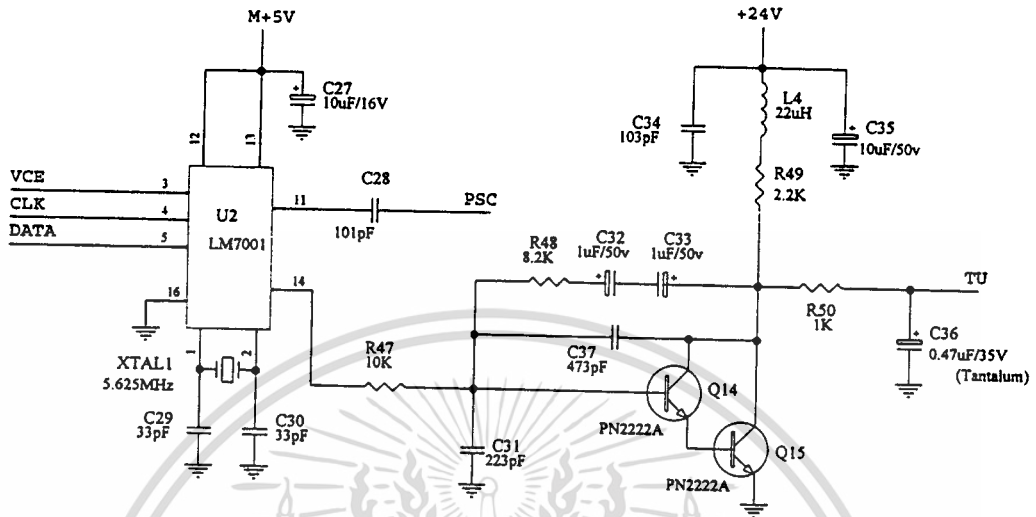 M+5V
+24V
C27
10uF/16V
+
12
13
C34
103pF
L4
22uH
+
C35
10uF/50v
R49
2.2K
VCE
3
CLK
4
DATA
5
U2
LM7001
11
C28
101pF
PSC
16
14
R48
8.2K
C32
1uF/50v
+
C33
1uF/50v
+
R50
1K
TU
+
C36
0.47uF/35V
(Tantalum)
1
2
XTAL1
5.625MHz
R47
10K
C37
473pF
Q14
PN2222A
C29
33pF
C30
33pF
C31
223pF
Q15
PN2222A